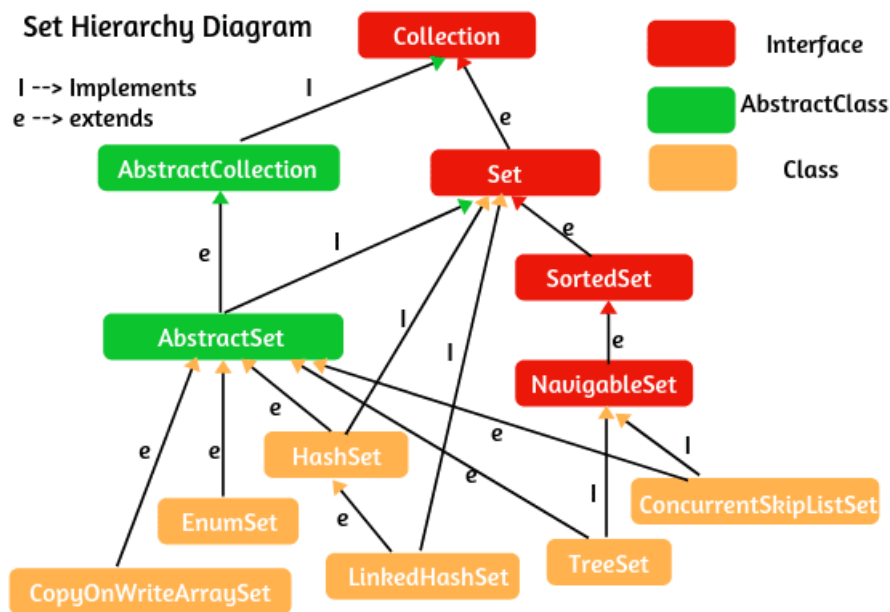 Set Hierarchy Diagram
Collection
Interface
I --> Implements
I
e
AbstractClass
e --> extends
AbstractCollection
Set
Class
e
I
e
SortedSet
AbstractSet
I
I
e
NavigableSet
e
e
e
e
I
HashSet
e
I
ConcurrentSkipListSet
EnumSet
e
TreeSet
LinkedHashSet
CopyOnWriteArraySet